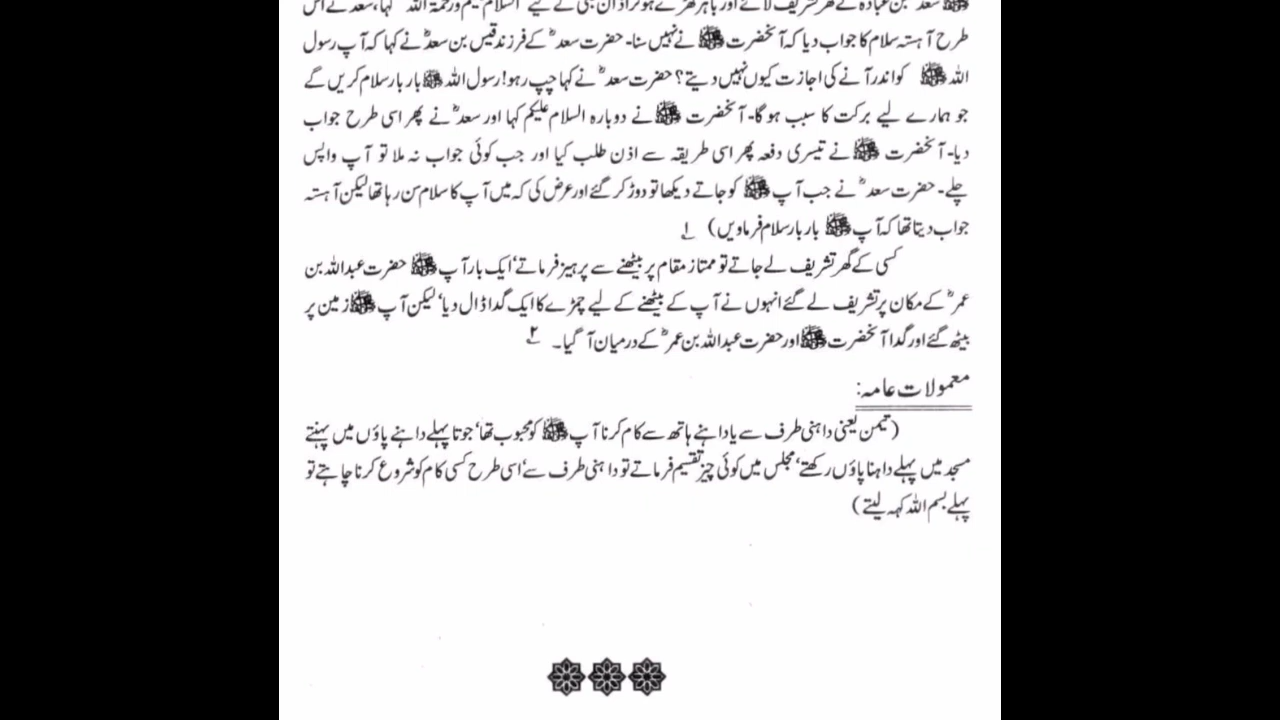 ﷺ سعد بن عبادہ کے گھر تشریف لائے اور باہر کھڑے ہو کر اذن طلبی کے لیے "السلام علیکم ورحمۃ اللہ" کہا، سعد نے اس
طرح آہستہ سلام کا جواب دیا کہ آنحضرت ﷺ نے نہیں سنا۔ حضرت سعدؓ کے فرزند قیس بن سعدؓ نے کہا کہ آپ رسول
اللہ ﷺ کو اندر آنے کی اجازت کیوں نہیں دیتے؟ حضرت سعدؓ نے کہا چپ رہو! رسول اللہ ﷺ بار بار سلام کریں گے
جو ہمارے لیے برکت کا سبب ہو گا۔ آنحضرت ﷺ نے دوبارہ السلام علیکم کہا اور سعدؓ نے پھر اسی طرح جواب
دیا۔ آنحضرت ﷺ نے تیسری دفعہ پھر اسی طریقہ سے اذن طلب کیا اور جب کوئی جواب نہ ملا تو آپ واپس
چلے۔ حضرت سعدؓ نے جب آپ ﷺ کو جاتے دیکھا تو دوڑ کر گئے اور عرض کی کہ میں آپ کا سلام سن رہا تھا لیکن آہستہ
جواب دیتا تھا کہ آپ ﷺ بار بار سلام فرماویں) ۱؎
کسی کے گھر تشریف لے جاتے تو ممتاز مقام پر بیٹھنے سے پرہیز فرماتے' ایک بار آپ ﷺ حضرت عبداللہ بن
عمرؓ کے مکان پر تشریف لے گئے انہوں نے آپ کے بیٹھنے کے لیے چمڑے کا ایک گدا ڈال دیا' لیکن آپ ﷺ زمین پر
بیٹھ گئے اور گدا آنحضرت ﷺ اور حضرت عبداللہ بن عمرؓ کے درمیان آ گیا۔ ۲؎
معمولات عامہ:
(تیمن یعنی داہنی طرف سے یا داہنے ہاتھ سے کام کرنا آپ ﷺ کو محبوب تھا' جوتا پہلے داہنے پاؤں میں پہنتے
مسجد میں پہلے داہنا پاؤں رکھتے' مجلس میں کوئی چیز تقسیم فرماتے تو داہنی طرف سے' اسی طرح کسی کام کو شروع کرنا چاہتے تو
پہلے بسم اللہ کہہ لیتے)